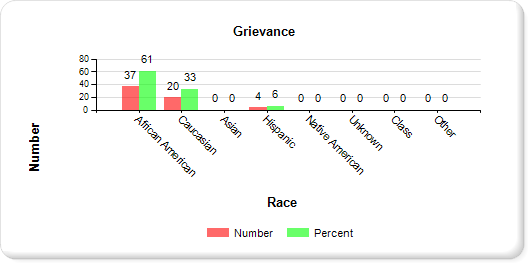 Grievance
80
60
40
20
0
37 61
20 33
0 0
4 6
0 0
0 0
0 0
0 0
African American
Caucasian
Asian
Hispanic
Native American
Unknown
Class
Other
Number
Race
Number Percent